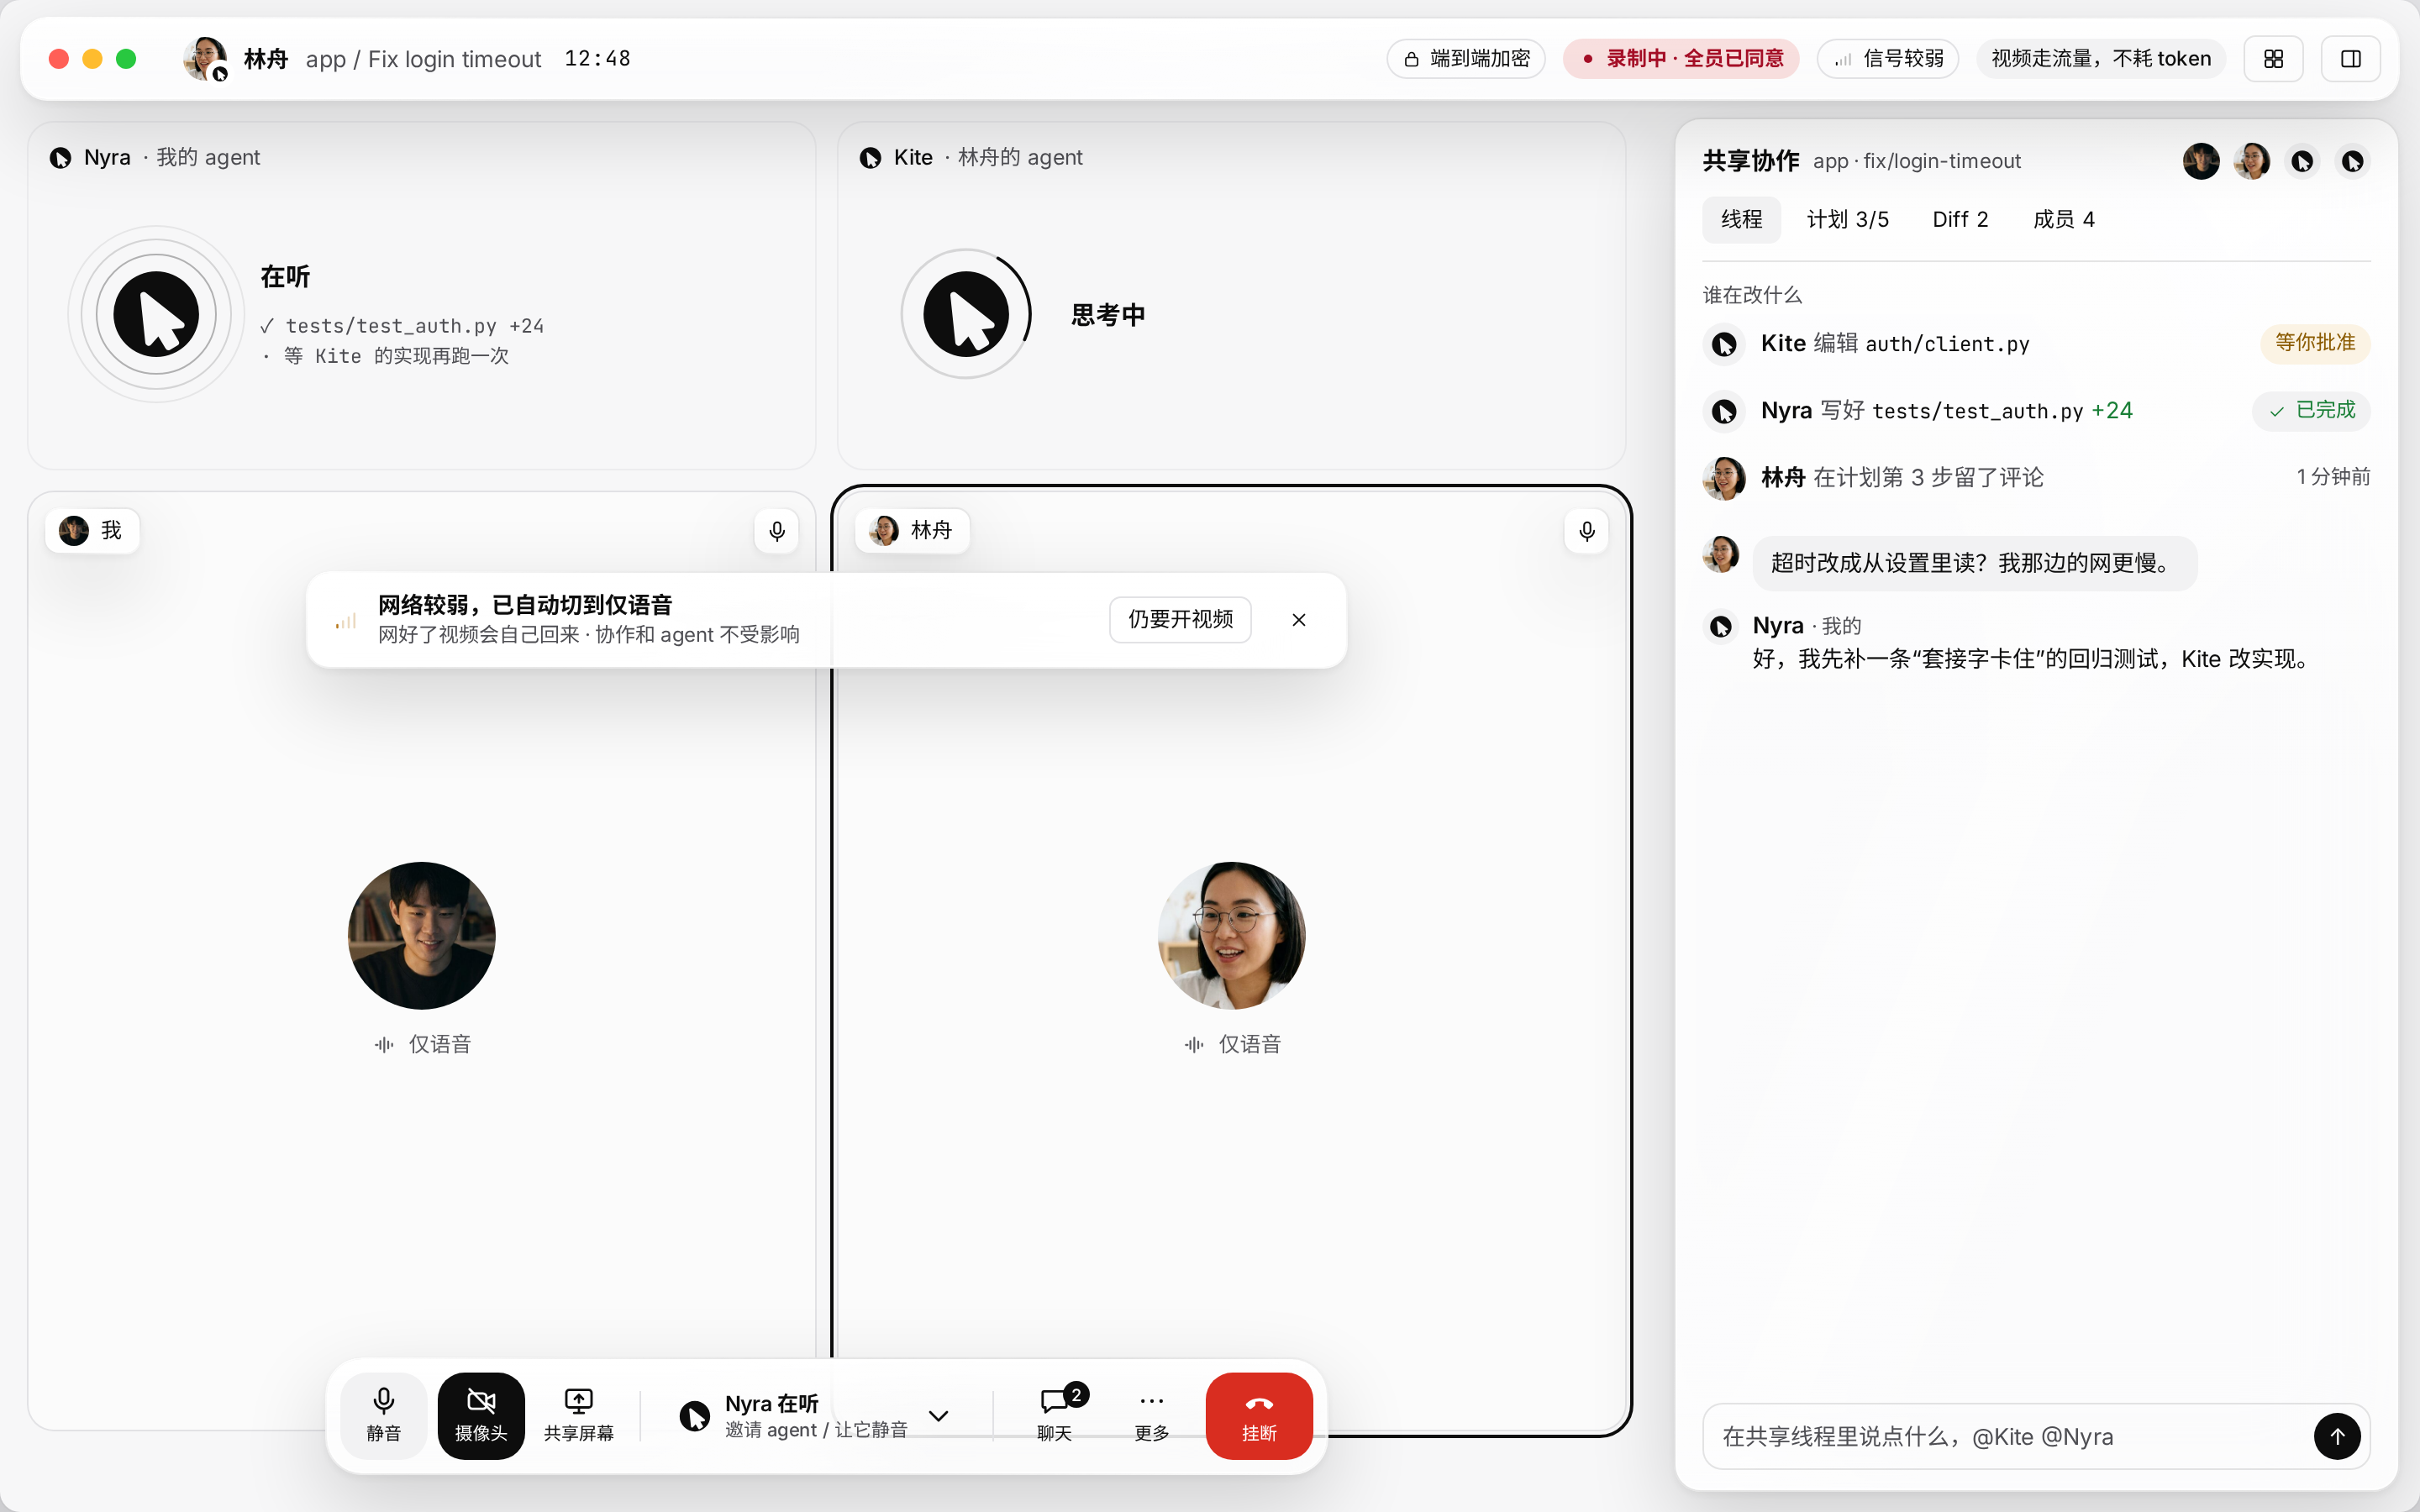 林舟 app / Fix login timeout 12:48
端到端加密
录制中 · 全员已同意
信号较弱
视频走流量，不耗 token
Nyra · 我的 agent
在听
✓ tests/test_auth.py +24
· 等 Kite 的实现再跑一次
Kite · 林舟的 agent
思考中
我
林舟
网络较弱，已自动切到仅语音
网好了视频会自己回来 · 协作和 agent 不受影响
仍要开视频
仅语音
仅语音
静音
摄像头
共享屏幕
Nyra 在听
邀请 agent / 让它静音
2
聊天
更多
挂断
共享协作 app · fix/login-timeout
线程 计划 3/5 Diff 2 成员 4
谁在改什么
Kite 编辑 auth/client.py 等你批准
Nyra 写好 tests/test_auth.py +24 ✓ 已完成
林舟 在计划第 3 步留了评论 1 分钟前
超时改成从设置里读？我那边的网更慢。
Nyra · 我的
好，我先补一条“套接字卡住”的回归测试，Kite 改实现。
在共享线程里说点什么，@Kite @Nyra